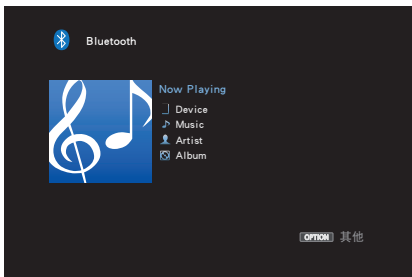 Bluetooth
Now Playing
Device
Music
Artist
Album
OPTION 其他